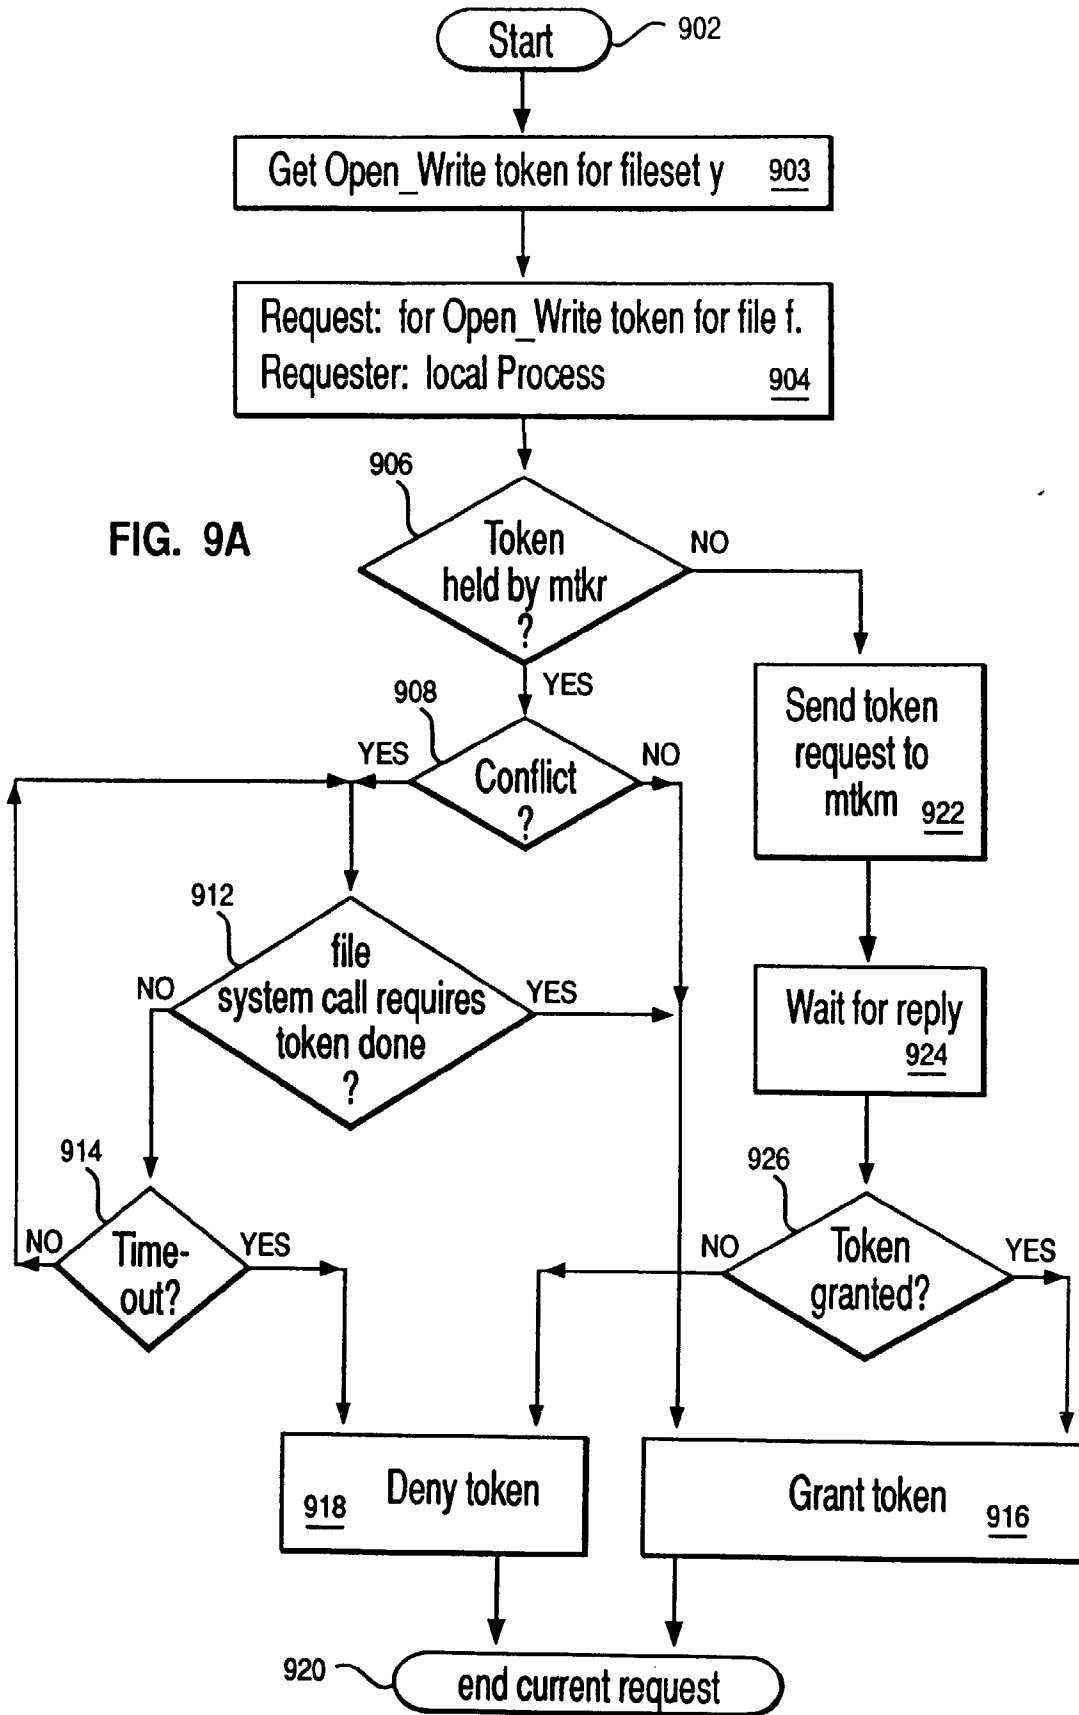 Start
902
Get Open_Write token for fileset y
903
Request: for Open_Write token for file f.
Requester: local Process
904
906
FIG. 9A
Token
held by mtkr
?
NO
YES
908
YES
Conflict
?
NO
Send token
request to
mtkm
922
912
file
system call requires
token done
?
NO
YES
Wait for reply
924
914
Time-
out?
NO
YES
926
Token
granted?
NO
YES
Deny token
918
Grant token
916
920
end current request